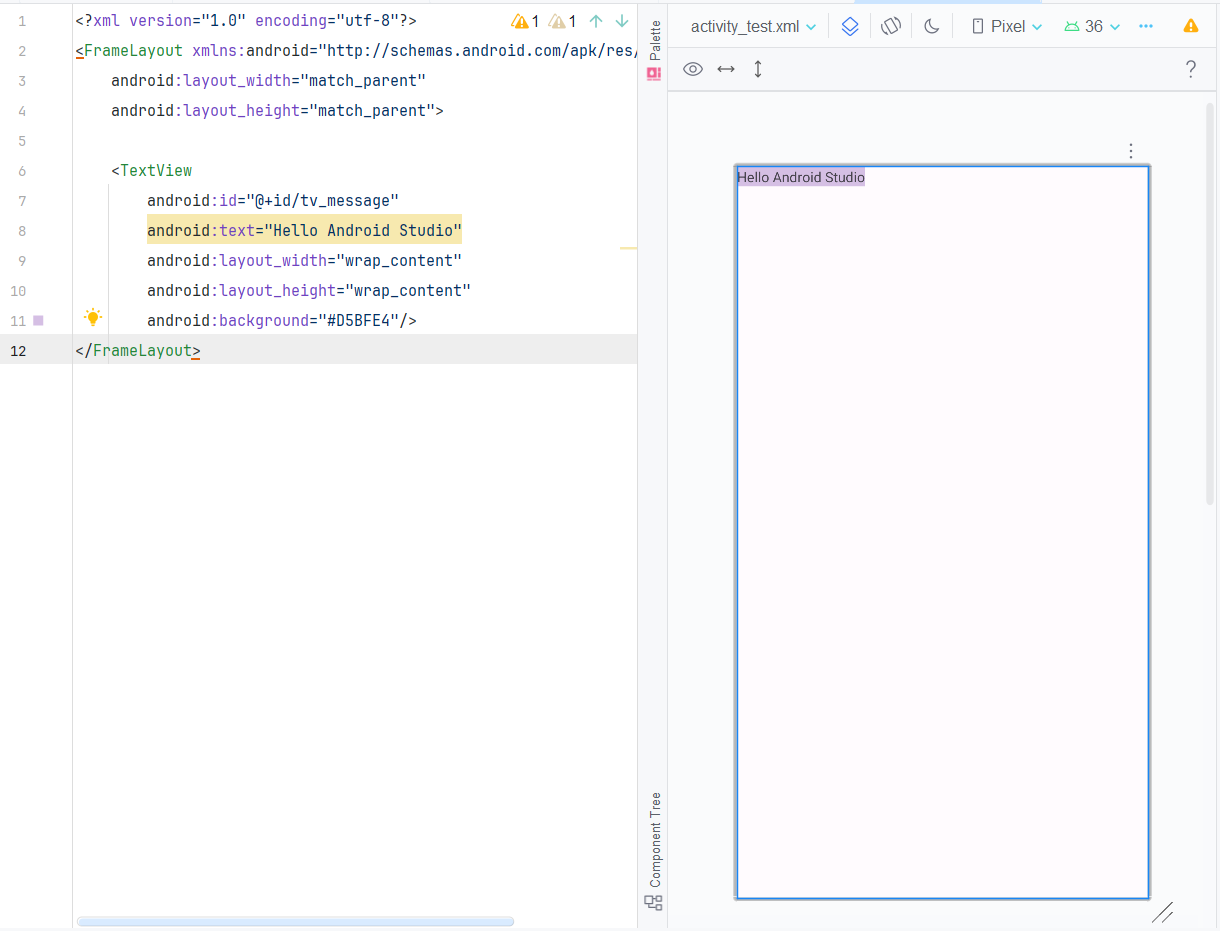 1 <?xml version="1.0" encoding="utf-8"?> 1 1
2 <FrameLayout xmlns:android="http://schemas.android.com/apk/res/
3 android:layout_width="match_parent"
4 android:layout_height="match_parent">
5
6 <TextView
7 android:id="@+id/tv_message"
8 android:text="Hello Android Studio"
9 android:layout_width="wrap_content"
10 android:layout_height="wrap_content"
11 android:background="#D5BFE4"/>
12 </FrameLayout>
Palette
Component Tree
activity_test.xml Pixel 36
?
Hello Android Studio